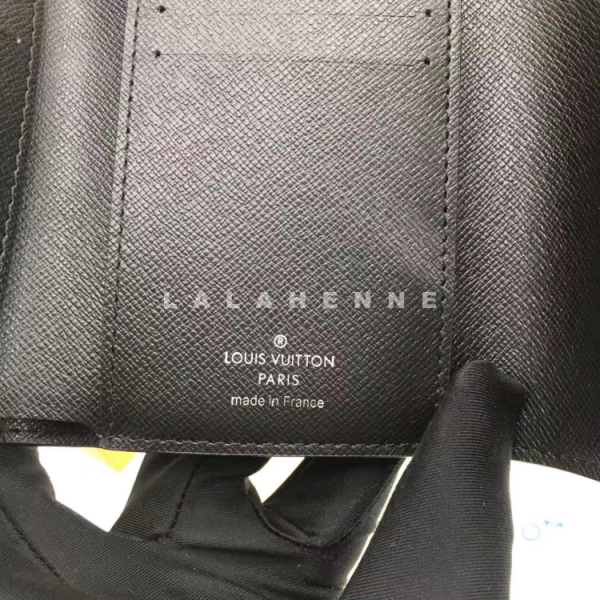 LALAHENNE
®
LOUIS VUITTON
PARIS
made in France